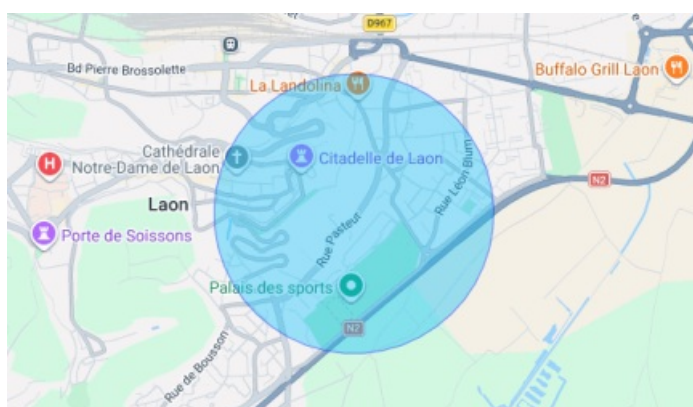 D967
Bd Pierre Brossolette
La Landolina
Buffalo Grill Laon
Cathédrale
Notre-Dame de Laon
Citadelle de Laon
H
Rue Léon Blum
N2
Laon
Porte de Soissons
Rue Pasteur
Palais des sports
N2
Rue de Bousson